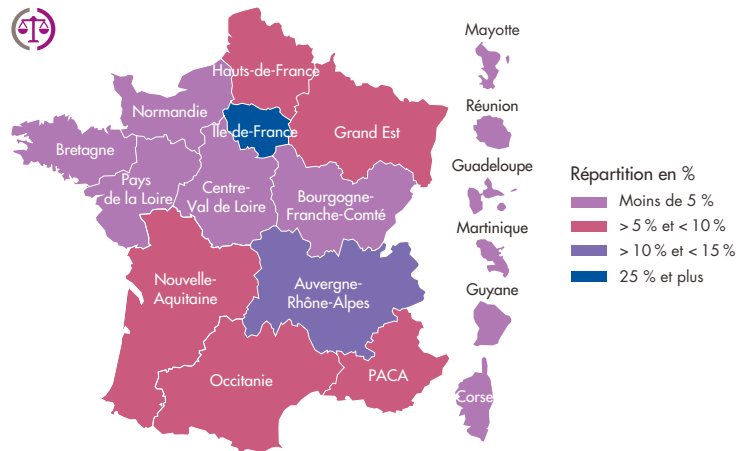 Mayotte
Hauts-de-France
Normandie
Réunion
Île-de-France
Grand Est
Bretagne
Guadeloupe
Pays
de la Loire
Centre-
Val de Loire
Bourgogne-
Franche-Comté
Répartition en %
Moins de 5 %
> 5 % et < 10 %
> 10 % et < 15 %
25 % et plus
Martinique
Nouvelle-
Aquitaine
Auvergne-
Rhône-Alpes
Guyane
Occitanie
PACA
Corse